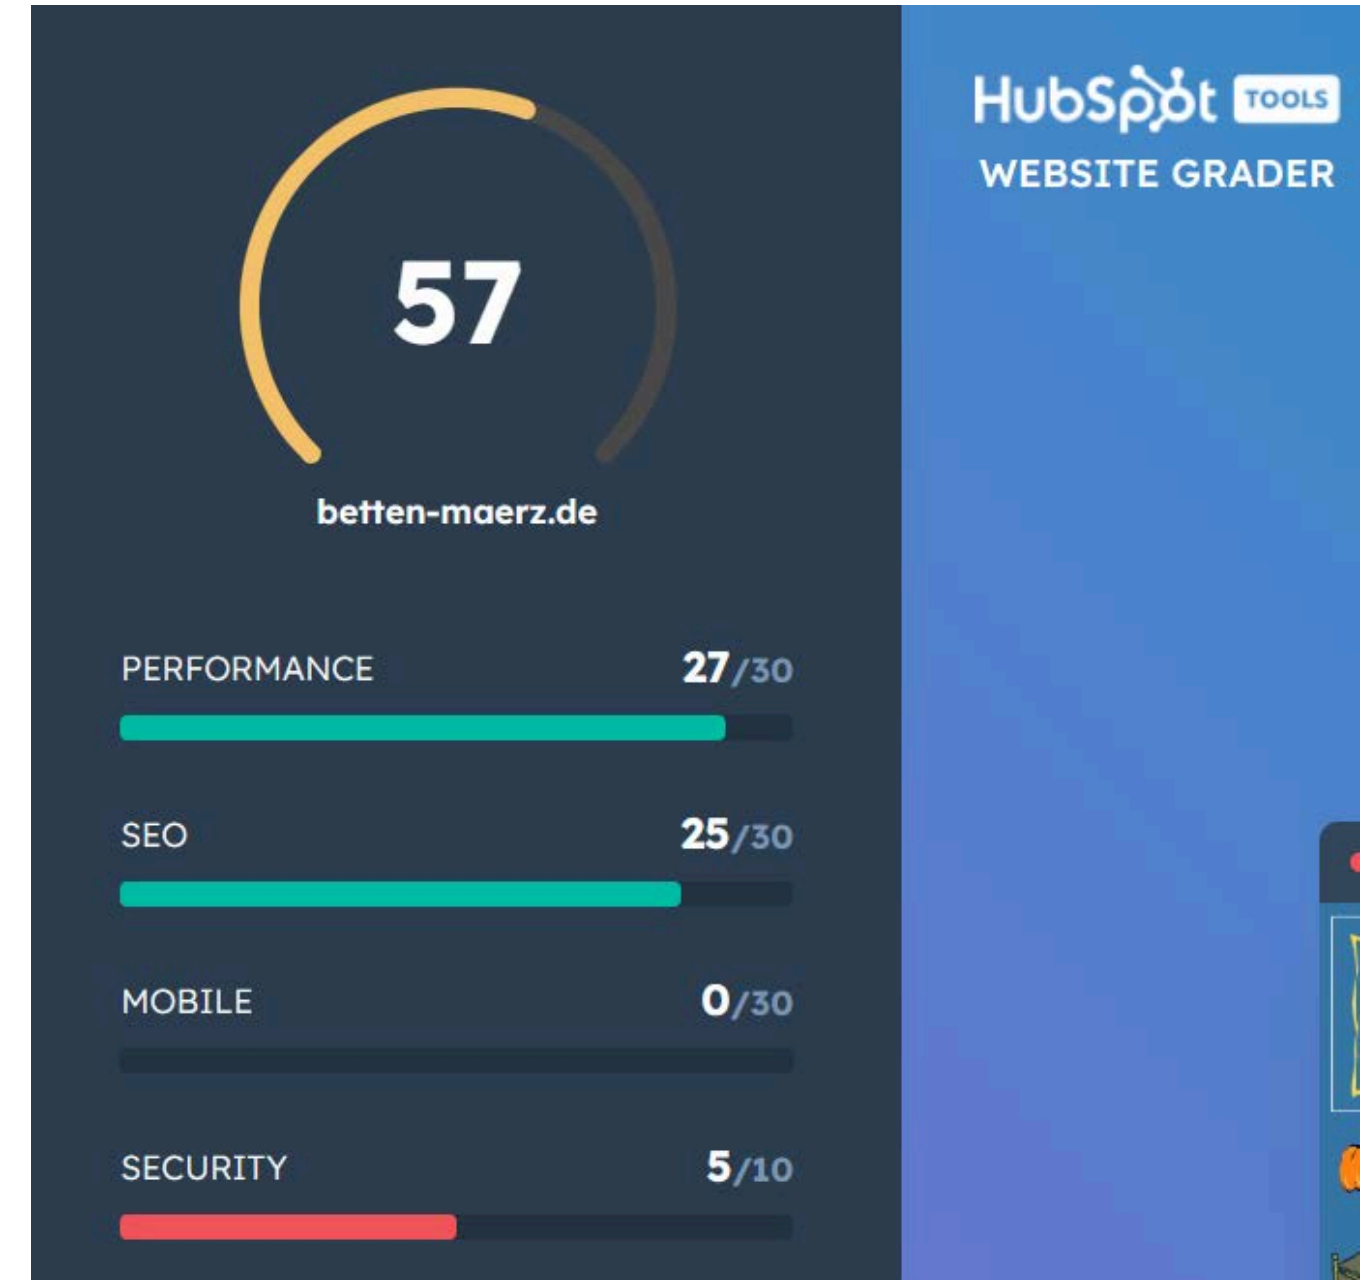 57
betten-maerz.de
PERFORMANCE 27/30
SEO 25/30
MOBILE 0/30
SECURITY 5/10
HubSpot TOOLS
WEBSITE GRADER